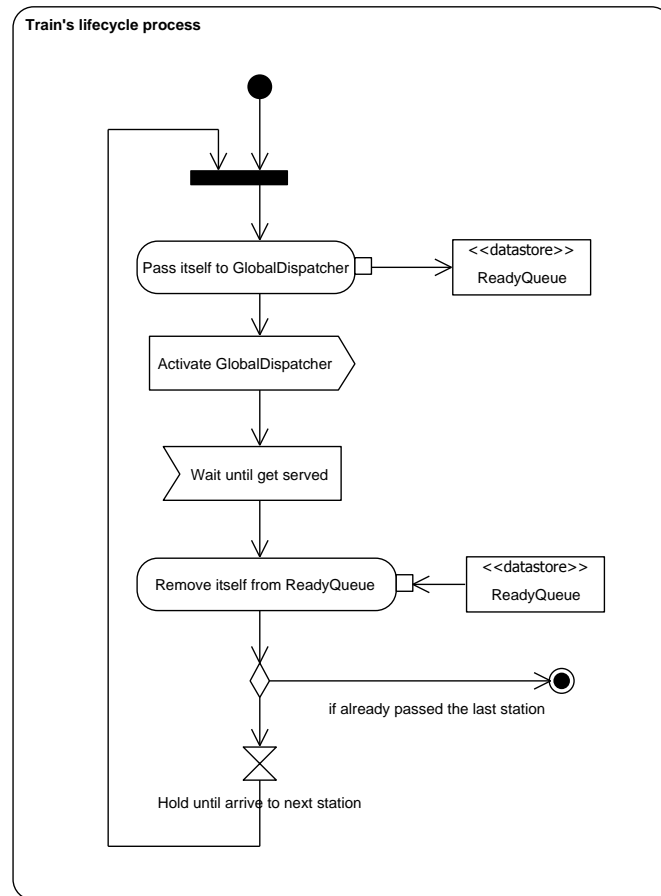 Train's lifecycle process
Pass itself to GlobalDispatcher
<<datastore>>
ReadyQueue
Activate GlobalDispatcher
Wait until get served
Remove itself from ReadyQueue
<<datastore>>
ReadyQueue
if already passed the last station
Hold until arrive to next station